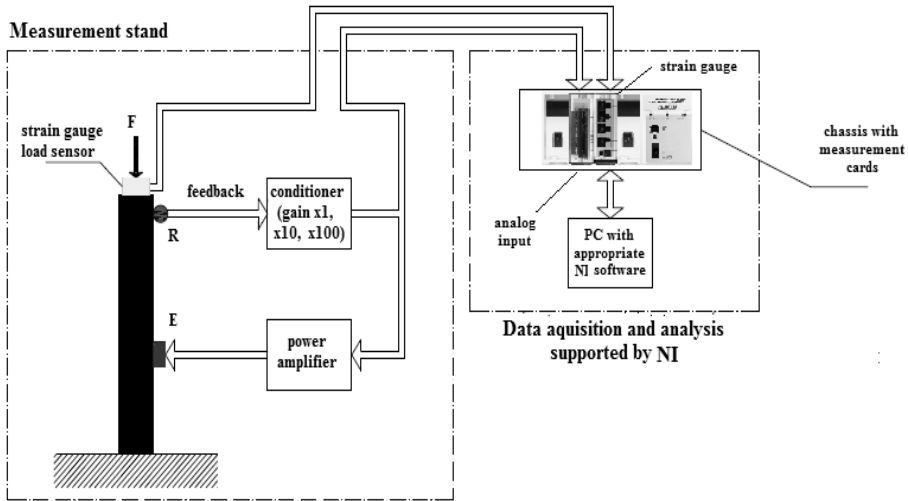 Measurement stand
strain gauge
load sensor
F
feedback
R
conditioner
(gain x1,
x10, x100)
E
power
amplifier
strain gauge
chassis with
measurement
cards
analog
input
PC with
appropriate
NI software
Data aquisition and analysis
supported by NI
: